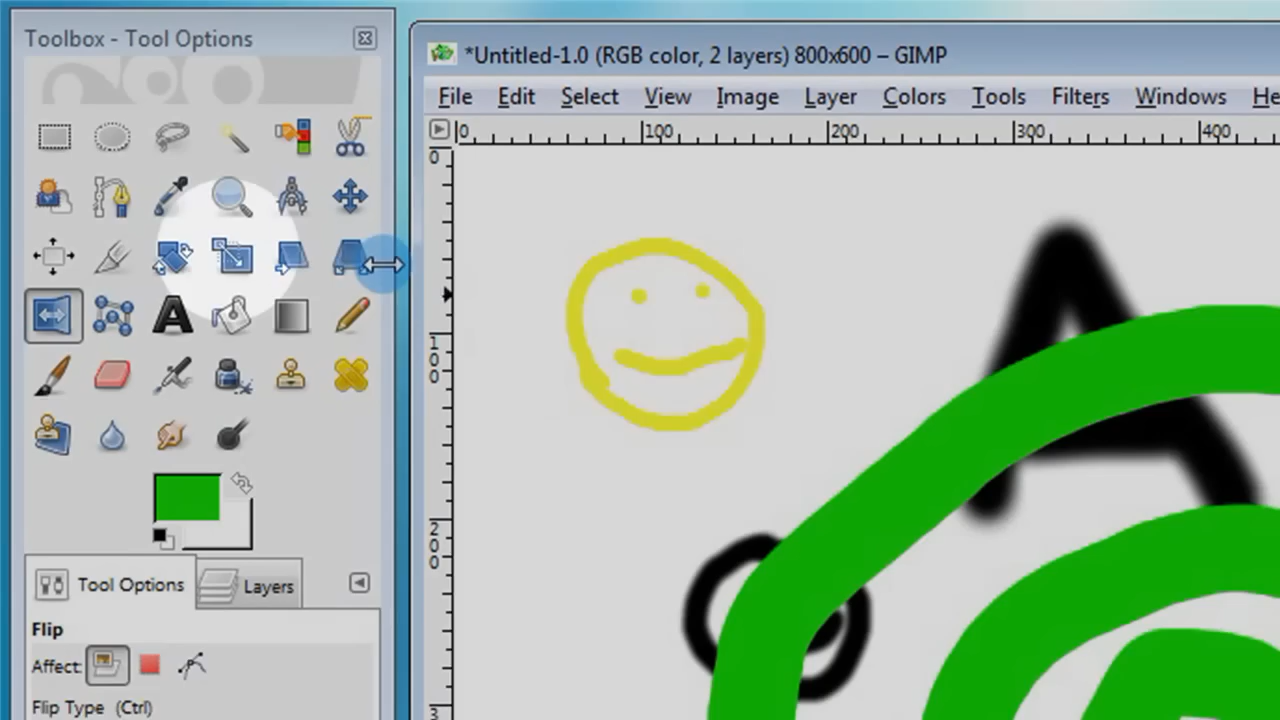 Toolbox - Tool Options
*Untitled-1.0 (RGB color, 2 layers) 800x600 – GIMP
File Edit Select View Image Layer Colors Tools Filters Windows He
0 100 200 300 400
0
100
200
3
A
Tool Options Layers
Flip
Affect:
Flip Type (Ctrl)